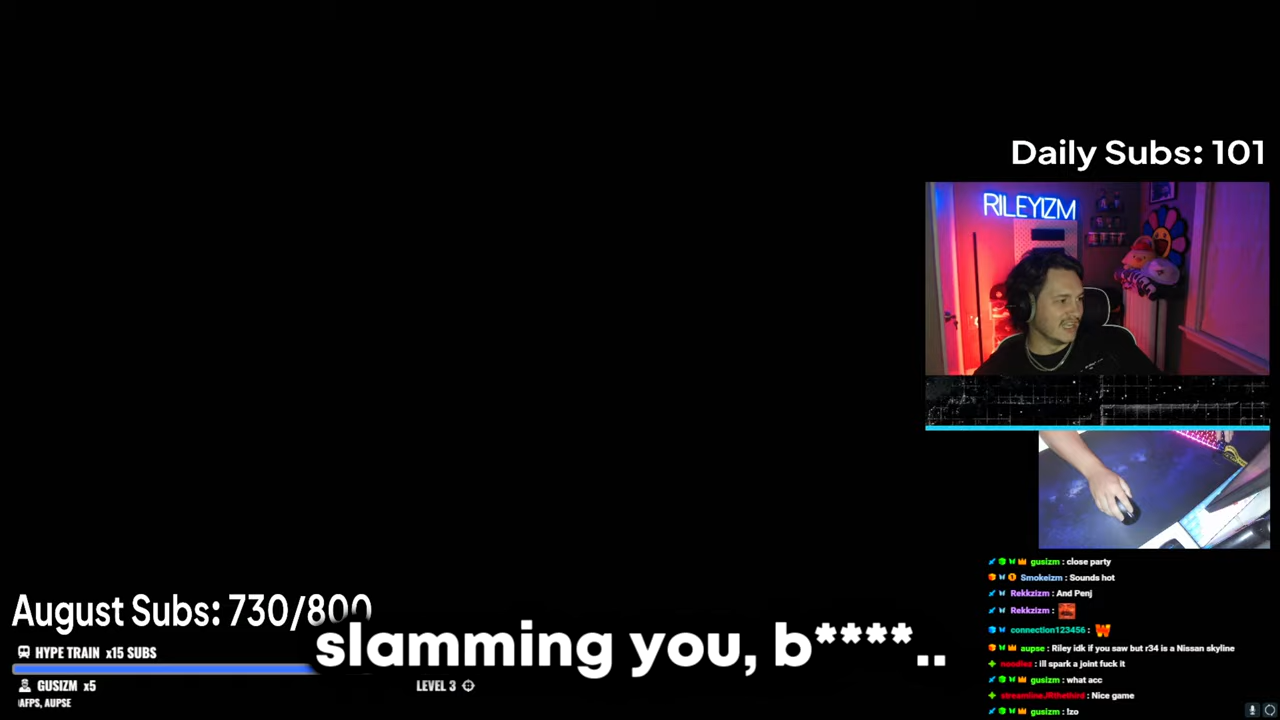 Daily Subs: 101
RILEYIZM
gusizm : close party
Smokeizm : Sounds hot
Rekkzizm : And Penj
Rekkzizm :
connection123456 :
aupse : Riley idk if you saw but r34 is a Nissan skyline
noodles : ill spark a joint fuck it
gusizm : what acc
: Nice game
gusizm : !zo
August Subs: 730/800
slamming you, b****..
HYPE TRAIN x15 SUBS
GUSIZM x5
LEVEL 3
AFPS, AUPSE